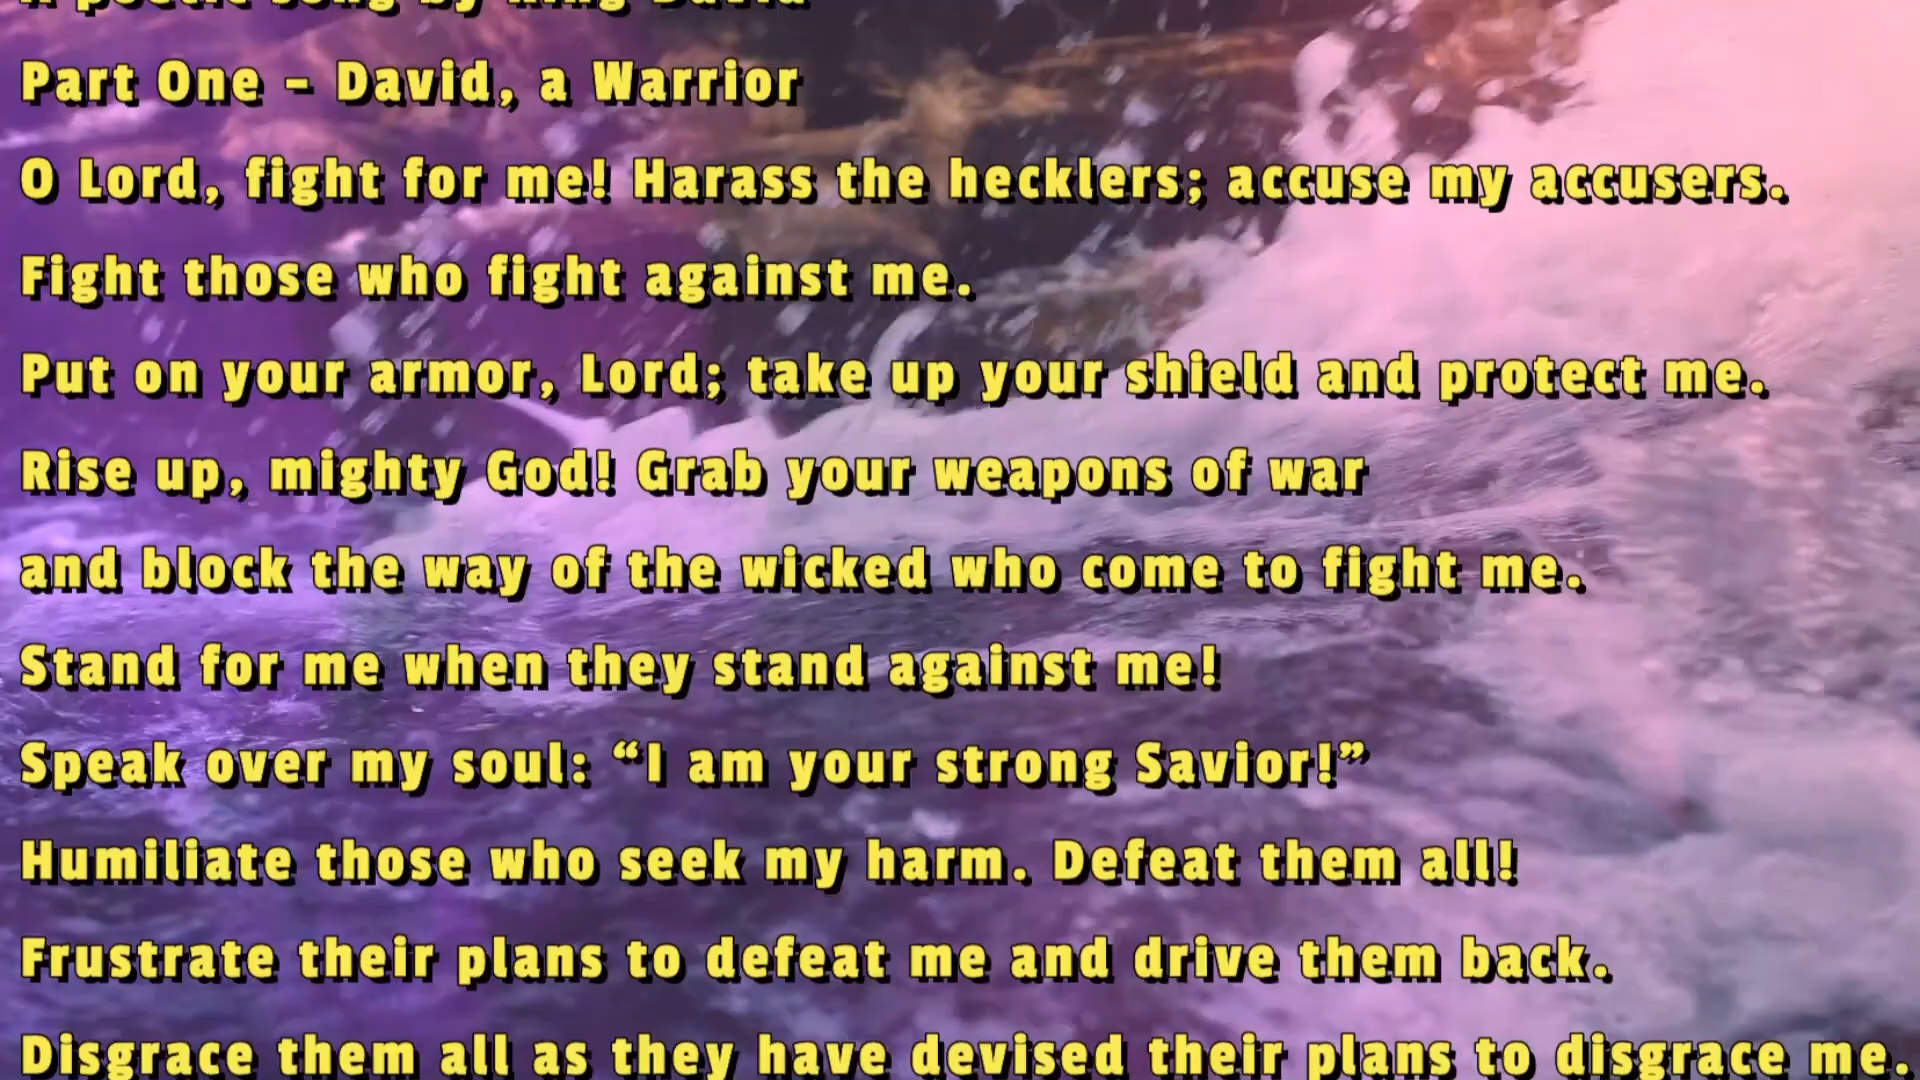 A poetic song by King David
Part One – David, a Warrior
O Lord, fight for me! Harass the hecklers; accuse my accusers.
Fight those who fight against me.
Put on your armor, Lord; take up your shield and protect me.
Rise up, mighty God! Grab your weapons of war
and block the way of the wicked who come to fight me.
Stand for me when they stand against me!
Speak over my soul: “I am your strong Savior!”
Humiliate those who seek my harm. Defeat them all!
Frustrate their plans to defeat me and drive them back.
Disgrace them all as they have devised their plans to disgrace me.